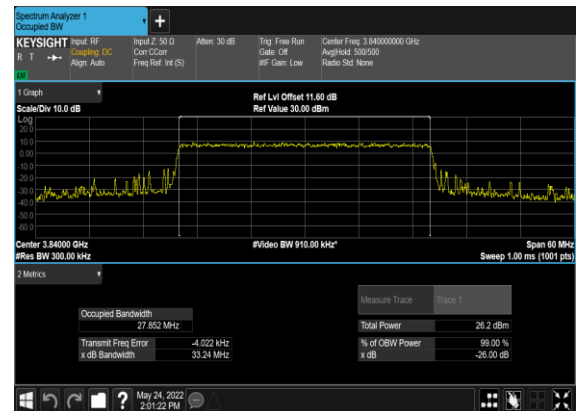 Spectrum Analyzer 1
Occupied BW
KEYSIGHT
R T
LU
Input: RF
Coupling: DC
Align: Auto
Input Z: 50 Ω
Corr CCorr
Freq Ref: Int (S)
Atten: 30 dB
Trig: Free Run
Gate: Off
#IF Gain: Low
Center Freq: 3.840000000 GHz
Avg|Hold: 500/500
Radio Std: None
1 Graph
Scale/Div 10.0 dB
Ref Lvl Offset 11.60 dB
Ref Value 30.00 dBm
Log
20.0
10.0
0.00
-10.0
-20.0
-30.0
-40.0
-50.0
-60.0
Center 3.84000 GHz
#Res BW 300.00 kHz
#Video BW 910.00 kHz*
Span 60 MHz
Sweep 1.00 ms (1001 pts)
2 Metrics
Measure Trace Trace 1
Occupied Bandwidth
27.852 MHz
Total Power 26.2 dBm
Transmit Freq Error -4.022 kHz
% of OBW Power 99.00 %
x dB Bandwidth 33.24 MHz
x dB -26.00 dB
?
May 24, 2022
2:01:22 PM